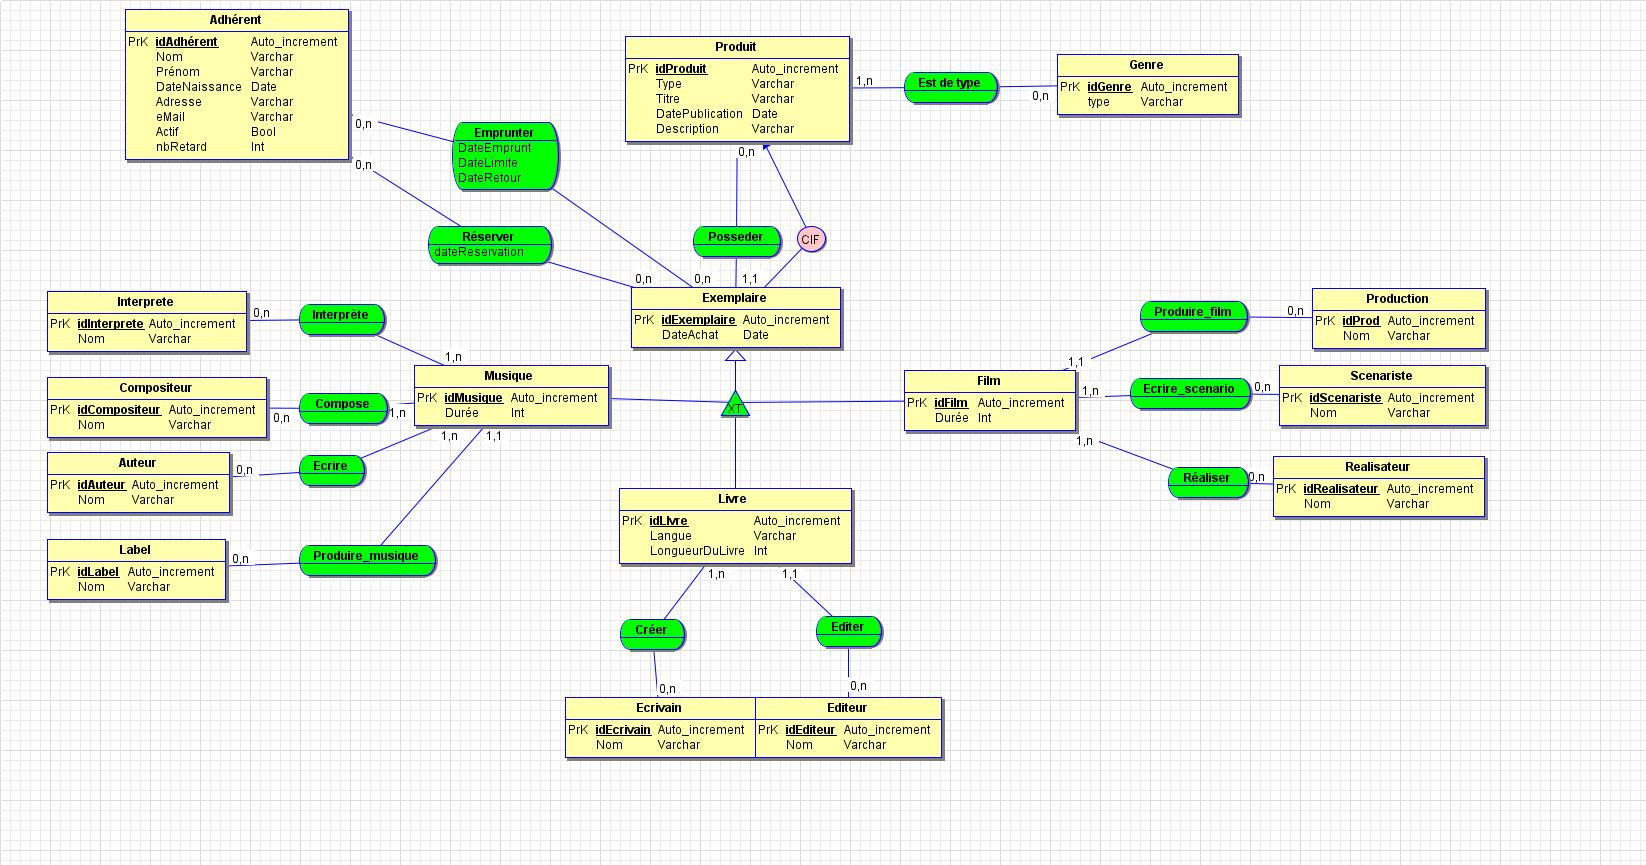 Adhérent
PrK idAdhérent Auto_increment
Nom Varchar
Prénom Varchar
DateNaissance Date
Adresse Varchar
eMail Varchar
Actif Bool
nbRetard Int
0,n
0,n
Emprunter
DateEmprunt
DateLimite
DateRetour
Réserver
dateReservation
0,n
0,n
Produit
PrK idProduit Auto_increment
Type Varchar
Titre Varchar
DatePublication Date
Description Varchar
1,n
Est de type
0,n
Genre
PrK idGenre Auto_increment
type Varchar
0,n
Posseder
CIF
1,1
Exemplaire
PrK idExemplaire Auto_increment
DateAchat Date
XT
Interprete
PrK idInterprete Auto_increment
Nom Varchar
0,n
Interprète
1,n
Compositeur
PrK idCompositeur Auto_increment
Nom Varchar
0,n
Compose
1,n
Musique
PrK idMusique Auto_increment
Durée Int
1,n
1,1
Auteur
PrK idAuteur Auto_increment
Nom Varchar
0,n
Ecrire
Label
PrK idLabel Auto_increment
Nom Varchar
0,n
Produire_musique
Film
PrK idFilm Auto_increment
Durée Int
1,1
Produire_film
0,n
Production
PrK idProd Auto_increment
Nom Varchar
1,n
Ecrire_scenario
0,n
Scenariste
PrK idScenariste Auto_increment
Nom Varchar
1,n
Réaliser
0,n
Realisateur
PrK idRealisateur Auto_increment
Nom Varchar
Livre
PrK idLIvre Auto_increment
Langue Varchar
LongueurDuLivre Int
1,n
1,1
Créer
Editer
0,n
0,n
Ecrivain
PrK idEcrivain Auto_increment
Nom Varchar
Editeur
PrK idEditeur Auto_increment
Nom Varchar